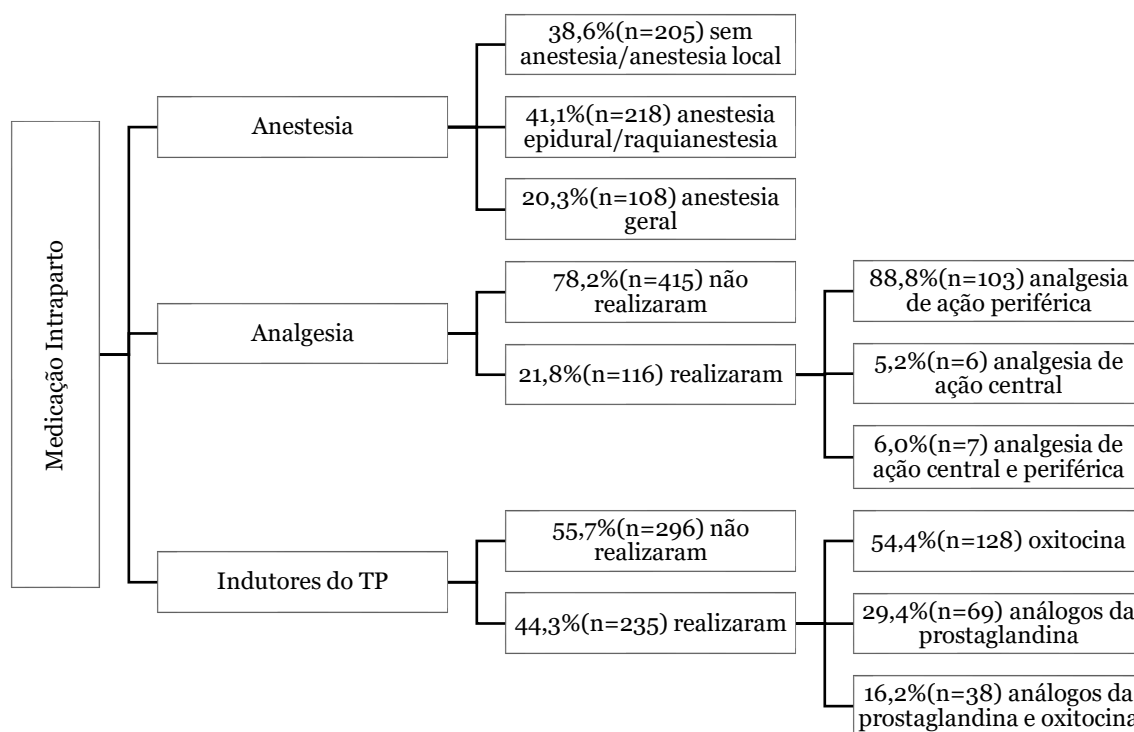 Medicação Intraparto
Anestesia
38,6%(n=205) sem
anestesia/anestesia local
41,1%(n=218) anestesia
epidural/raquianestesia
20,3%(n=108) anestesia
geral
Analgesia
78,2%(n=415) não
realizaram
21,8%(n=116) realizaram
88,8%(n=103) analgesia
de ação periférica
5,2%(n=6) analgesia de
ação central
6,0%(n=7) analgesia de
ação central e periférica
Indutores do TP
55,7%(n=296) não
realizaram
44,3%(n=235) realizaram
54,4%(n=128) oxitocina
29,4%(n=69) análogos da
prostaglandina
16,2%(n=38) análogos da
prostaglandina e oxitocina